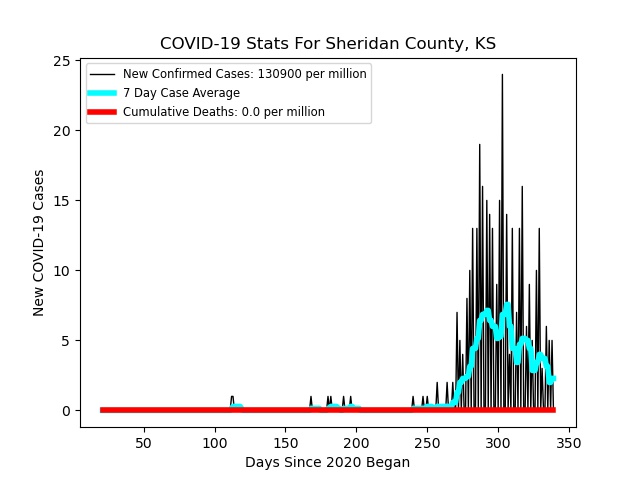 COVID-19 Stats For Sheridan County, KS
New Confirmed Cases: 130900 per million
7 Day Case Average
Cumulative Deaths: 0.0 per million
New COVID-19 Cases
25
20
15
10
5
0
50
100
150
200
250
300
350
Days Since 2020 Began